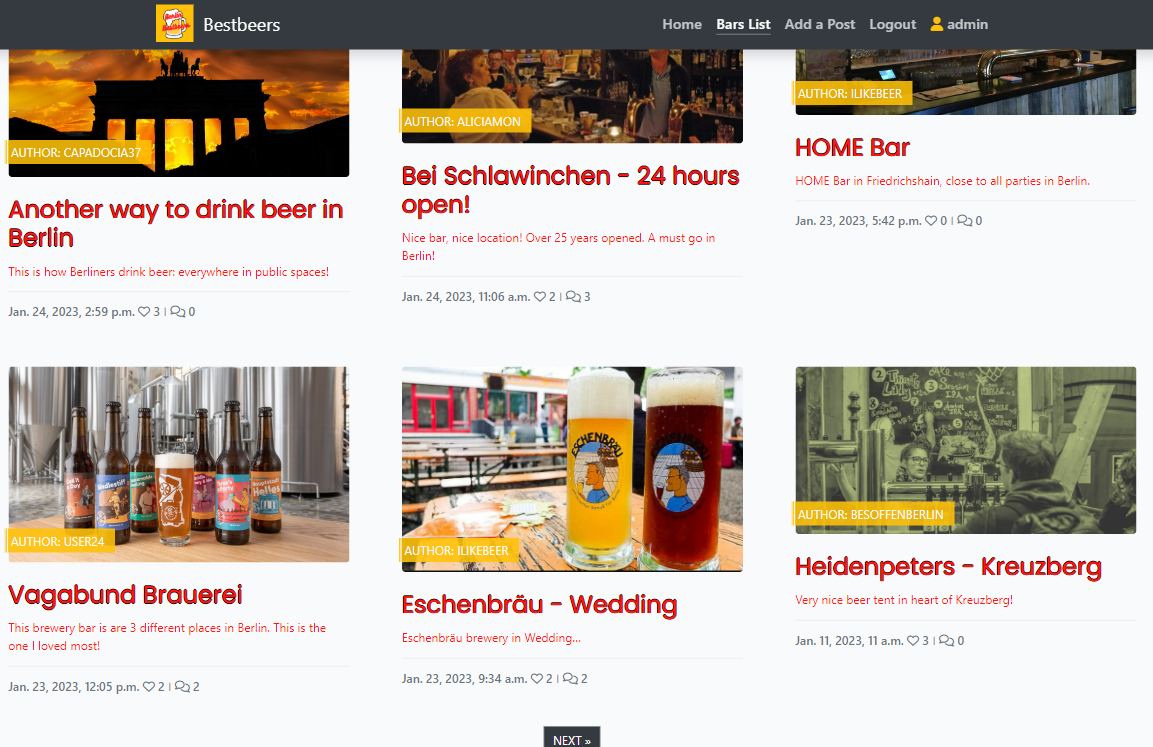 Bestbeers
Home Bars List Add a Post Logout admin
AUTHOR: CAPADOCIA37
Another way to drink beer in
Berlin
This is how Berliners drink beer: everywhere in public spaces!
Jan. 24, 2023, 2:59 p.m. 3 | 0
AUTHOR: ALICIAMON
Bei Schlawinchen - 24 hours
open!
Nice bar, nice location! Over 25 years opened. A must go in
Berlin!
Jan. 24, 2023, 11:06 a.m. 2 | 3
AUTHOR: ILIKEBEER
HOME Bar
HOME Bar in Friedrichshain, close to all parties in Berlin.
Jan. 23, 2023, 5:42 p.m. 0 | 0
AUTHOR: USER24
Vagabund Brauerei
This brewery bar is are 3 different places in Berlin. This is the
one I loved most!
Jan. 23, 2023, 12:05 p.m. 2 | 2
ESCHENBRÄU
ESCHENBRÄU
AUTHOR: ILIKEBEER
Eschenbräu - Wedding
Eschenbräu brewery in Wedding...
Jan. 23, 2023, 9:34 a.m. 2 | 2
AUTHOR: BESOFFENBERLIN
Heidenpeters - Kreuzberg
Very nice beer tent in heart of Kreuzberg!
Jan. 11, 2023, 11 a.m. 3 | 0
NEXT »